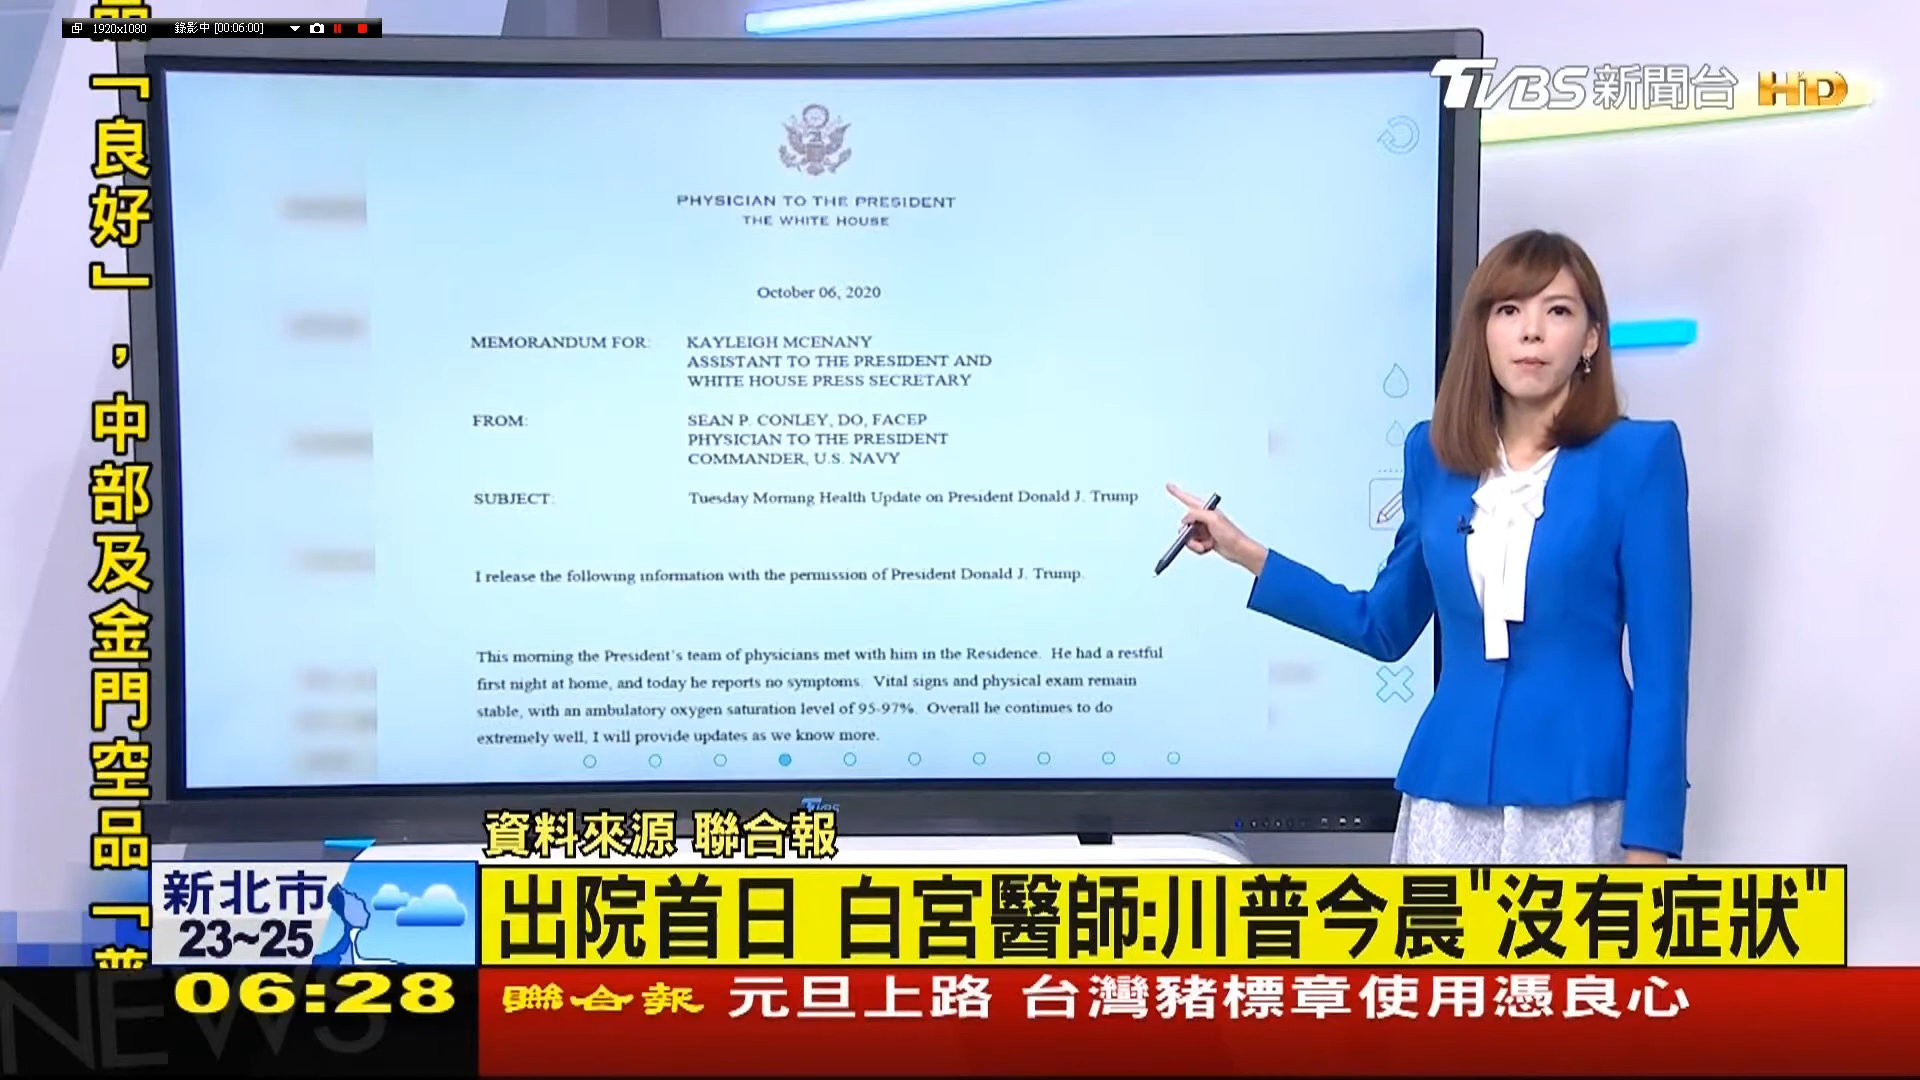 1920x1080 錄影中 [00:06:00]
TVBS新聞台 HD
「良好」，中部及金門空品「普
PHYSICIAN TO THE PRESIDENT
THE WHITE HOUSE
October 06, 2020
MEMORANDUM FOR: KAYLEIGH MCENANY
ASSISTANT TO THE PRESIDENT AND
WHITE HOUSE PRESS SECRETARY
FROM: SEAN P. CONLEY, DO, FACEP
PHYSICIAN TO THE PRESIDENT
COMMANDER, U.S. NAVY
SUBJECT: Tuesday Morning Health Update on President Donald J. Trump
I release the following information with the permission of President Donald J. Trump.
This morning the President's team of physicians met with him in the Residence. He had a restful
first night at home, and today he reports no symptoms. Vital signs and physical exam remain
stable, with an ambulatory oxygen saturation level of 95-97%. Overall he continues to do
extremely well, I will provide updates as we know more.
TVBS
資料來源 聯合報
新北市
23~25
出院首日 白宮醫師:川普今晨"沒有症狀"
NEWS
06:28
聯合報 元旦上路 台灣豬標章使用憑良心